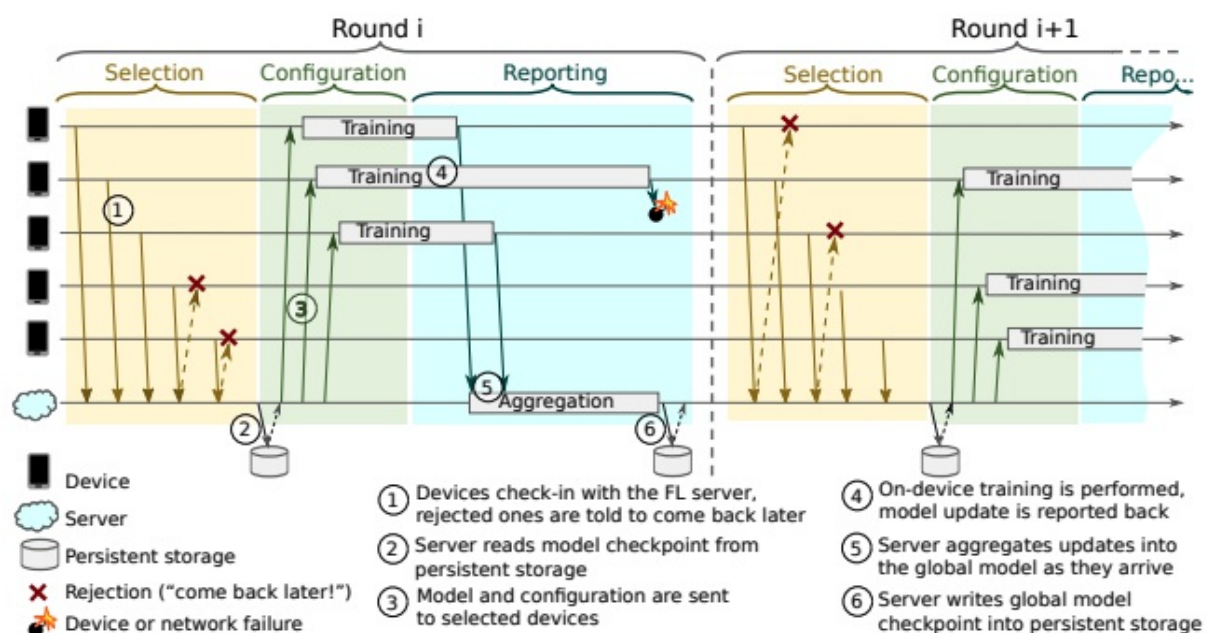 Round i
Round i+1
Selection
Configuration
Reporting
Selection
Configuration
Repo...
Training
Training
4
1
Training
3
Training
Training
Training
5
Aggregation
2
6
Device
Server
Persistent storage
Rejection ("come back later!")
Device or network failure
1 Devices check-in with the FL server,
rejected ones are told to come back later
2 Server reads model checkpoint from
persistent storage
3 Model and configuration are sent
to selected devices
4 On-device training is performed,
model update is reported back
5 Server aggregates updates into
the global model as they arrive
6 Server writes global model
checkpoint into persistent storage